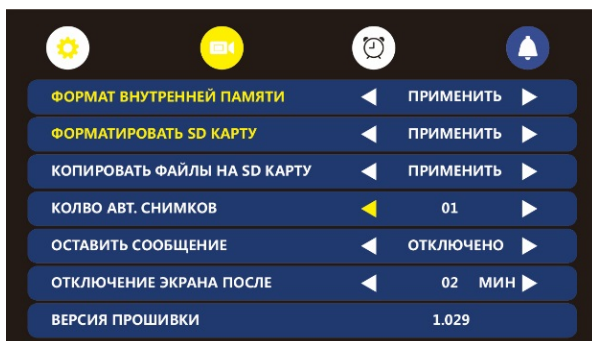 ФОРМАТ ВНУТРЕННЕЙ ПАМЯТИ ПРИМЕНИТЬ
ФОРМАТИРОВАТЬ SD КАРТУ ПРИМЕНИТЬ
КОПИРОВАТЬ ФАЙЛЫ НА SD КАРТУ ПРИМЕНИТЬ
КОЛВО АВТ. СНИМКОВ 01
ОСТАВИТЬ СООБЩЕНИЕ ОТКЛЮЧЕНО
ОТКЛЮЧЕНИЕ ЭКРАНА ПОСЛЕ 02 МИН
ВЕРСИЯ ПРОШИВКИ 1.029